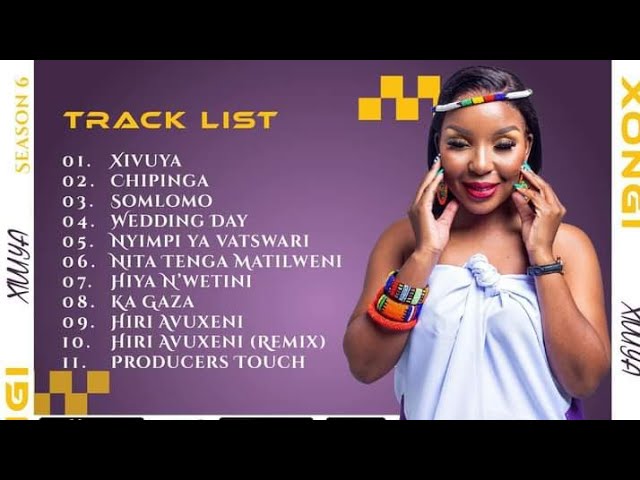 SEASON 6
XIVUYA
TRACK LIST
01. XIVUYA
02. CHIPINGA
03. SOMLOMO
04. WEDDING DAY
05. NYIMPI YA VATSWARI
06. NITA TENGA MATILWENI
07. HIYA N'WETINI
08. KA GAZA
09. HIRI AVUXENI
10. HIRI AVUXENI (REMIX)
11. PRODUCERS TOUCH
XONGI
XIVUYA